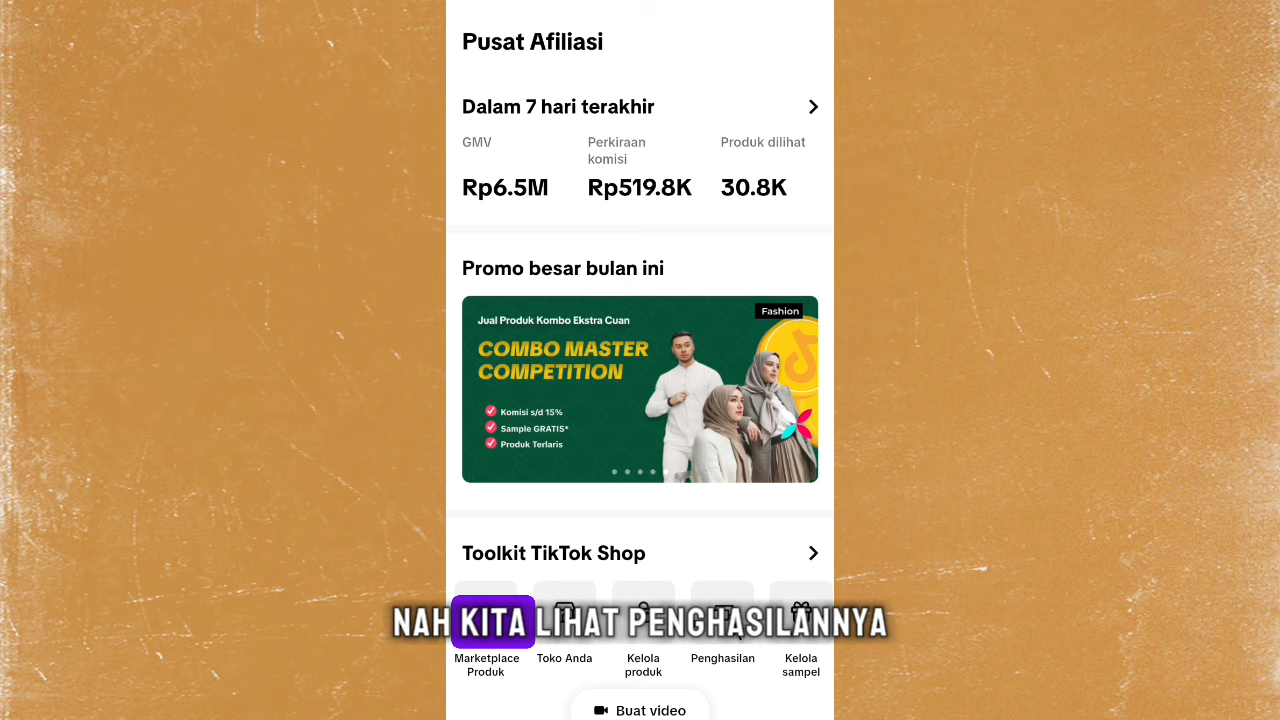 Pusat Afiliasi
Dalam 7 hari terakhir
GMV
Perkiraan
komisi
Produk dilihat
Rp6.5M
Rp519.8K
30.8K
Promo besar bulan ini
Fashion
Jual Produk Kombo Ekstra Cuan
COMBO MASTER
COMPETITION
Komisi s/d 15%
Sample GRATIS*
Produk Terlaris
Toolkit TikTok Shop
NAH KITA LIHAT PENGHASILANNYA
Marketplace
Produk
Toko Anda
Kelola
produk
Penghasilan
Kelola
sampel
Buat video